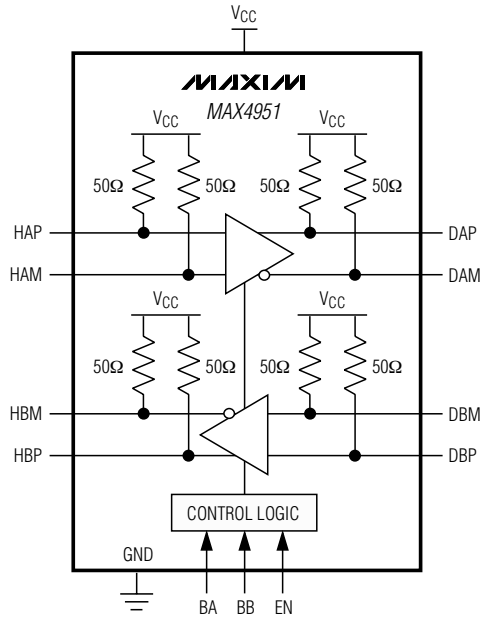 VCC
MAXIM
MAX4951
VCC
VCC
50Ω 50Ω 50Ω 50Ω
HAP DAP
HAM DAM
VCC
VCC
50Ω 50Ω 50Ω 50Ω
HBM DBM
HBP DBP
CONTROL LOGIC
GND
BA BB EN